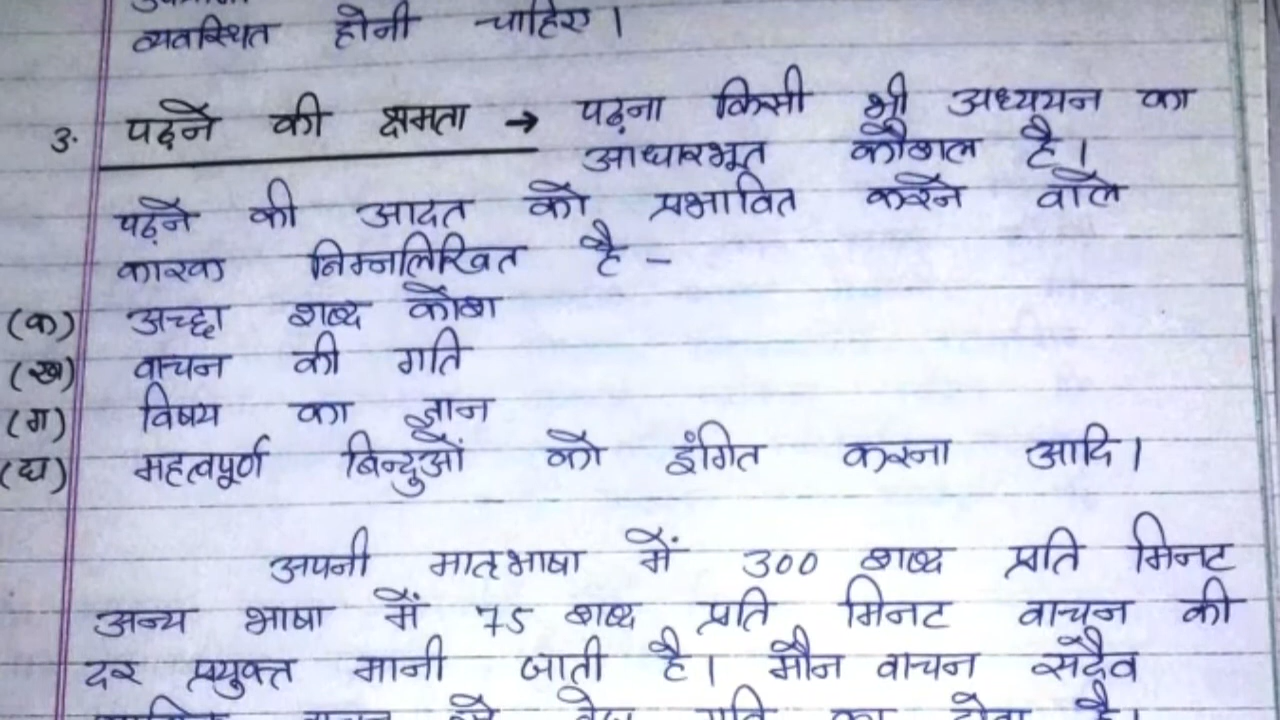 व्यवस्थित होनी चाहिए।
3. पढ़ने की क्षमता → पढ़ना किसी भी अध्ययन का
आधारभूत कौशल है।
पढ़ने की आदत को प्रभावित करने वाले
कारक निम्नलिखित है -
(क) अच्छा शब्द कोश
(ख) वाचन की गति
(ग) विषय का ज्ञान
(घ) महत्वपूर्ण बिन्दुओं को इंगित करना आदि।
अपनी मातृभाषा में 300 शब्द प्रति मिनट
अन्य भाषा में 75 शब्द प्रति मिनट वाचन की
दर प्रयुक्त मानी जाती है। मौन वाचन सदैव